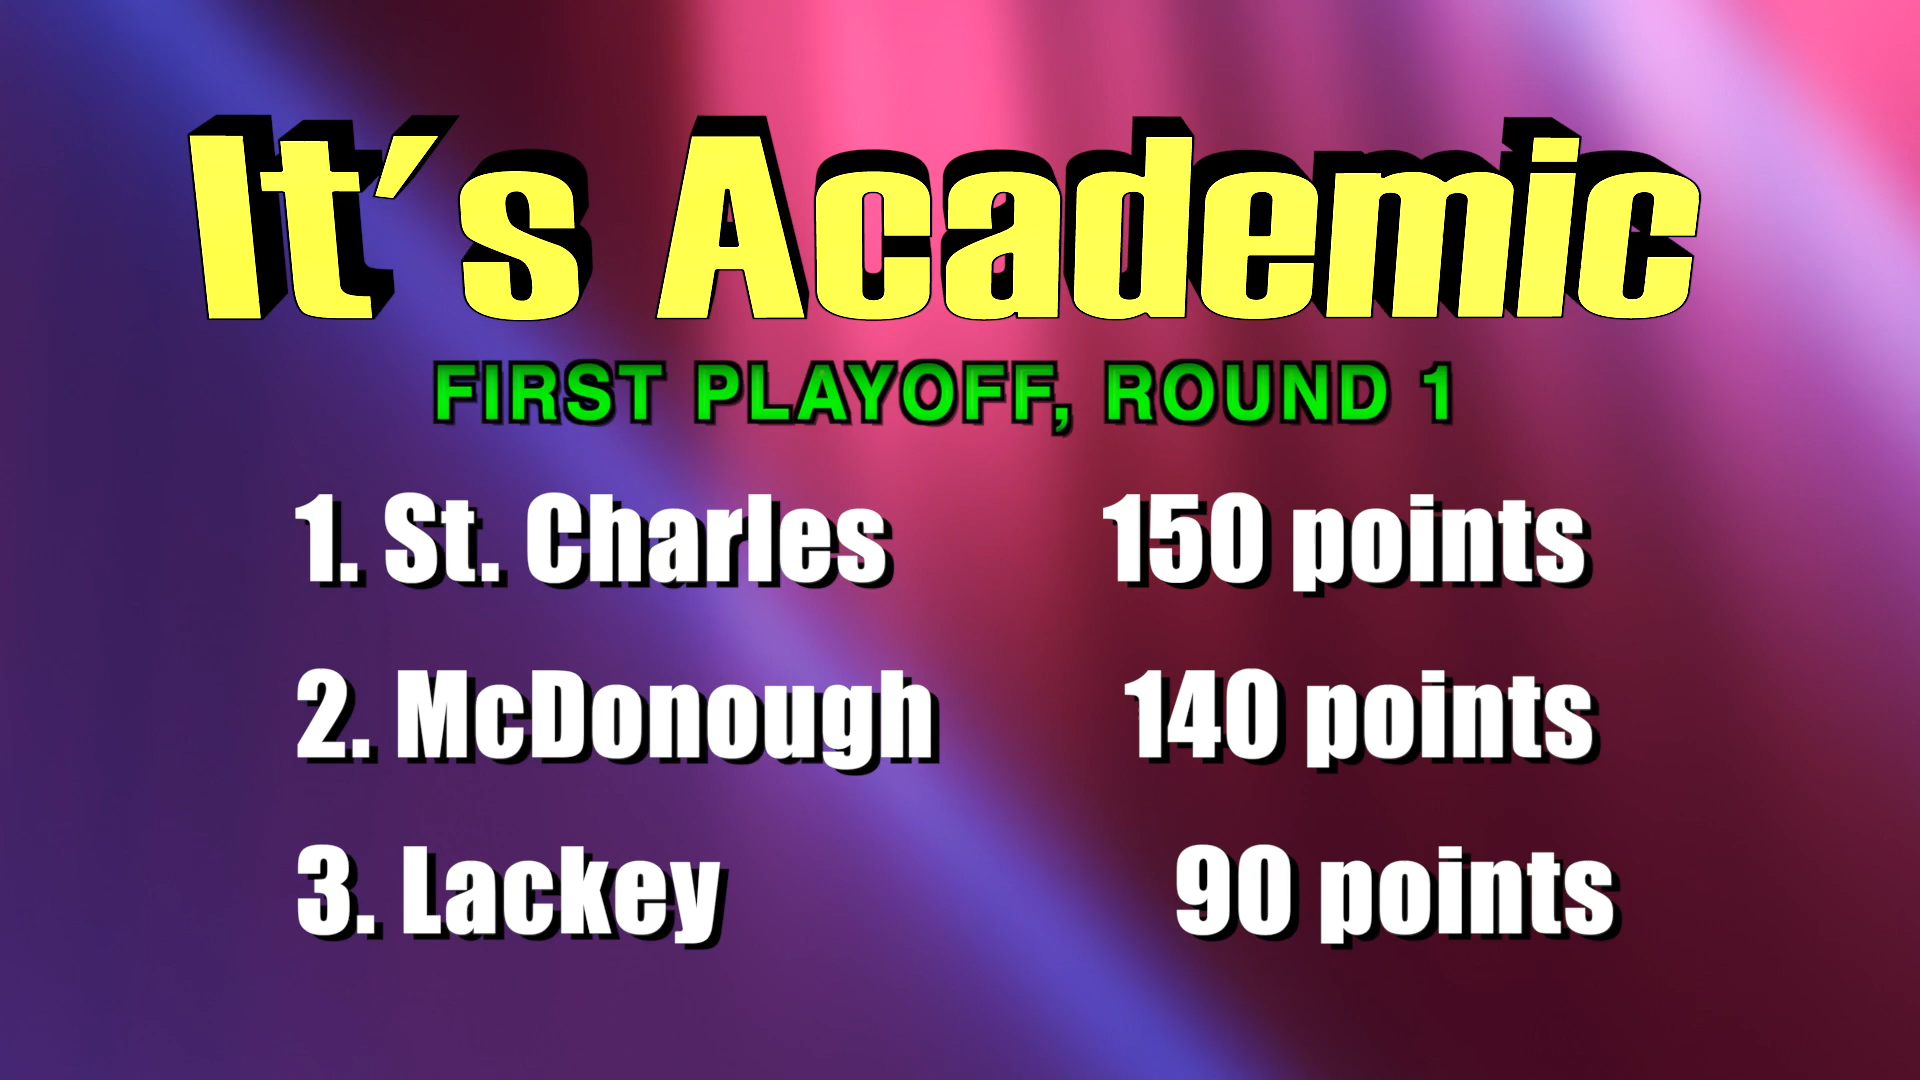 It's Academic
FIRST PLAYOFF, ROUND 1
1. St. Charles 150 points
2. McDonough 140 points
3. Lackey 90 points